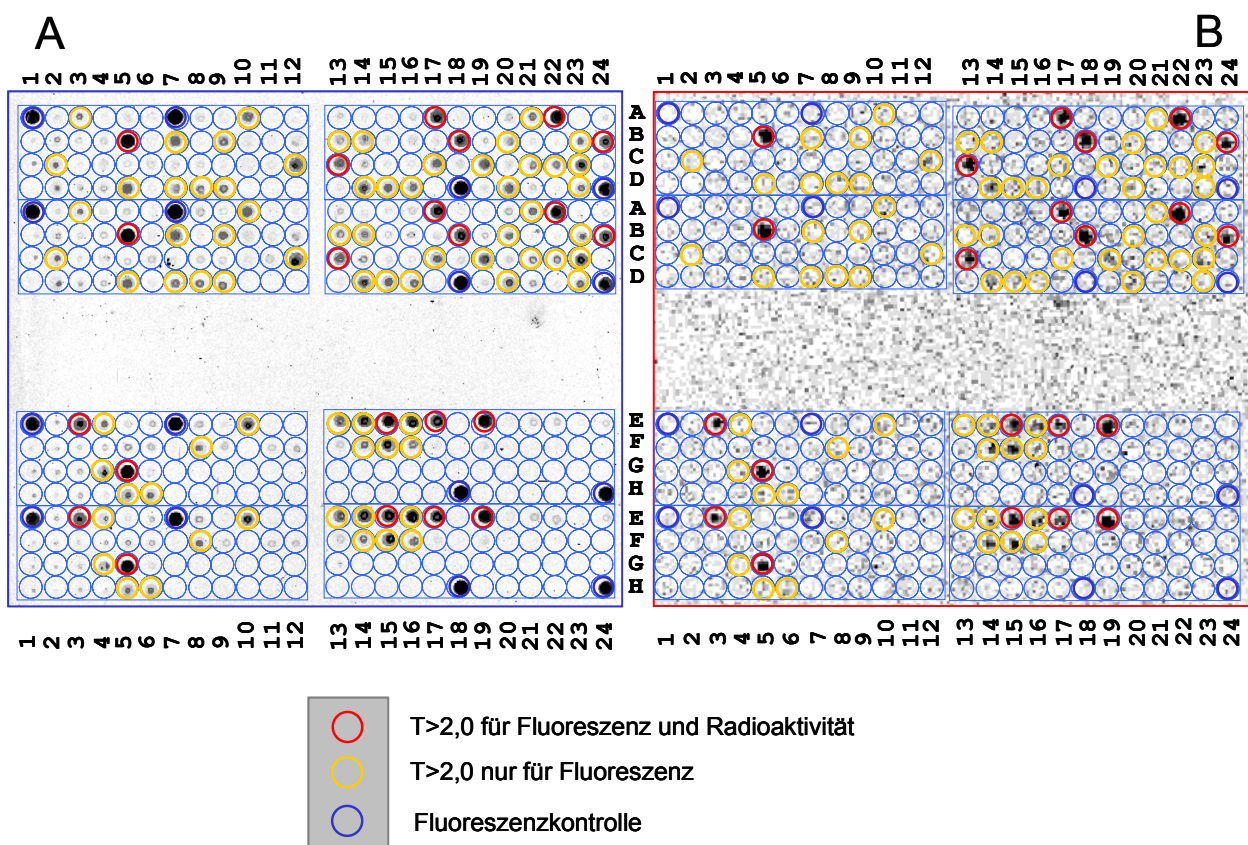 A B
1 2 3 4 5 6 7 8 9 10 11 12 13 14 15 16 17 18 19 20 21 22 23 24 1 2 3 4 5 6 7 8 9 10 11 12 13 14 15 16 17 18 19 20 21 22 23 24
A
B
C
D
A
B
C
D
E
F
G
H
E
F
G
H
1 2 3 4 5 6 7 8 9 10 11 12 13 14 15 16 17 18 19 20 21 22 23 24 1 2 3 4 5 6 7 8 9 10 11 12 13 14 15 16 17 18 19 20 21 22 23 24
T>2,0 für Fluoreszenz und Radioaktivität
T>2,0 nur für Fluoreszenz
Fluoreszenzkontrolle